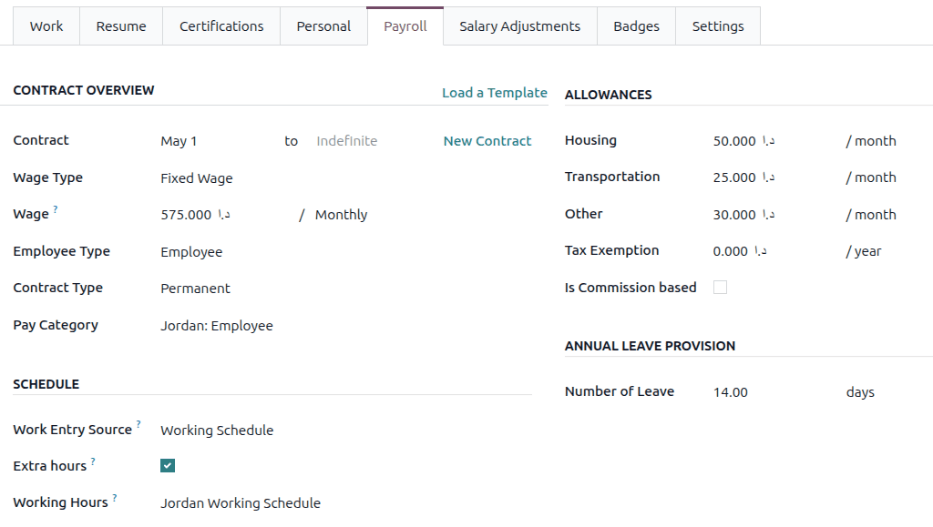 Work Resume Certifications Personal Payroll Salary Adjustments Badges Settings
CONTRACT OVERVIEW Load a Template
Contract May 1 to Indefinite New Contract
Wage Type Fixed Wage
Wage ? 575.000 د.ا / Monthly
Employee Type Employee
Contract Type Permanent
Pay Category Jordan: Employee
SCHEDULE
Work Entry Source ? Working Schedule
Extra hours ?
Working Hours ? Jordan Working Schedule
ALLOWANCES
Housing 50.000 د.ا / month
Transportation 25.000 د.ا / month
Other 30.000 د.ا / month
Tax Exemption 0.000 د.ا / year
Is Commission based
ANNUAL LEAVE PROVISION
Number of Leave 14.00 days